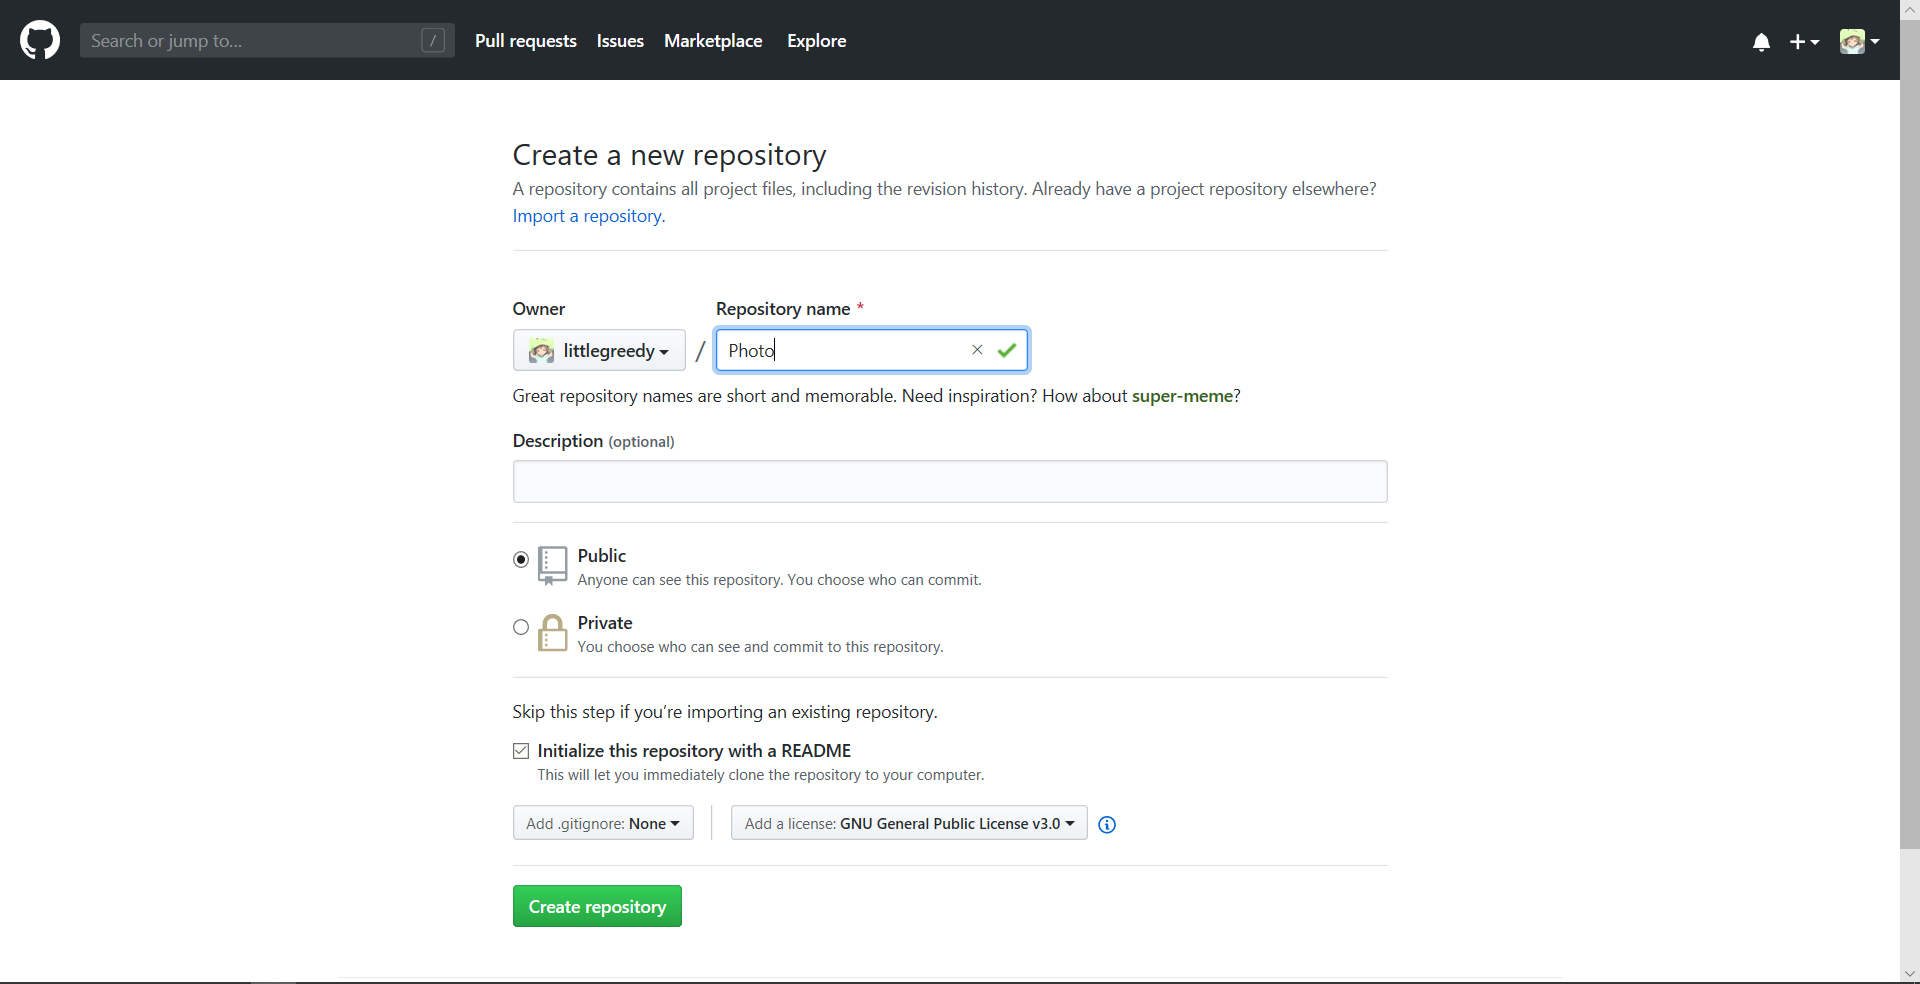 Search or jump to...
/
Pull requests
Issues
Marketplace
Explore
Create a new repository
A repository contains all project files, including the revision history. Already have a project repository elsewhere?
Import a repository.
Owner
Repository name *
littlegreedy
/
Photo
Great repository names are short and memorable. Need inspiration? How about super-meme?
Description (optional)
Public
Anyone can see this repository. You choose who can commit.
Private
You choose who can see and commit to this repository.
Skip this step if you’re importing an existing repository.
Initialize this repository with a README
This will let you immediately clone the repository to your computer.
Add .gitignore: None
Add a license: GNU General Public License v3.0
Create repository